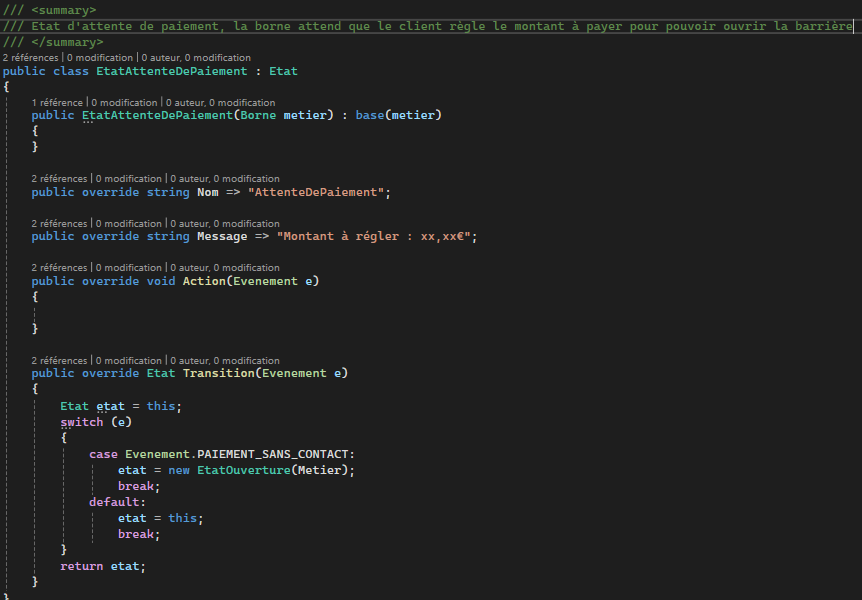 /// <summary>
/// Etat d'attente de paiement, la borne attend que le client règle le montant à payer pour pouvoir ouvrir la barrière
/// </summary>
2 références | 0 modification | 0 auteur, 0 modification
public class EtatAttenteDePaiement : Etat
{
1 référence | 0 modification | 0 auteur, 0 modification
public EtatAttenteDePaiement(Borne metier) : base(metier)
{
}
2 références | 0 modification | 0 auteur, 0 modification
public override string Nom => "AttenteDePaiement";
2 références | 0 modification | 0 auteur, 0 modification
public override string Message => "Montant à régler : xx,xx€";
2 références | 0 modification | 0 auteur, 0 modification
public override void Action(Evenement e)
{
}
2 références | 0 modification | 0 auteur, 0 modification
public override Etat Transition(Evenement e)
{
Etat etat = this;
switch (e)
{
case Evenement.PAIEMENT_SANS_CONTACT:
etat = new EtatOuverture(Metier);
break;
default:
etat = this;
break;
}
return etat;
}
}